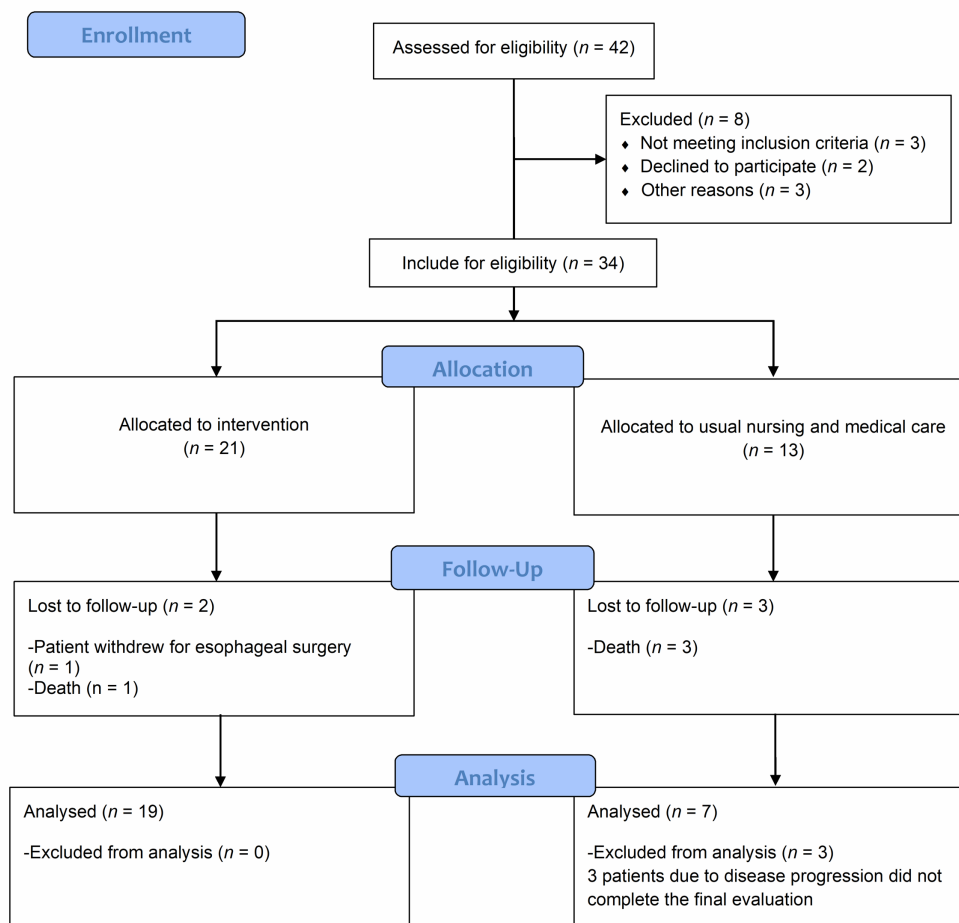 Enrollment
Assessed for eligibility (n = 42)
Excluded (n = 8)
♦ Not meeting inclusion criteria (n = 3)
♦ Declined to participate (n = 2)
♦ Other reasons (n = 3)
Include for eligibility (n = 34)
Allocation
Allocated to intervention
(n = 21)
Allocated to usual nursing and medical care
(n = 13)
Follow-Up
Lost to follow-up (n = 2)
-Patient withdrew for esophageal surgery
(n = 1)
-Death (n = 1)
Lost to follow-up (n = 3)
-Death (n = 3)
Analysis
Analysed (n = 19)
-Excluded from analysis (n = 0)
Analysed (n = 7)
-Excluded from analysis (n = 3)
3 patients due to disease progression did not
complete the final evaluation